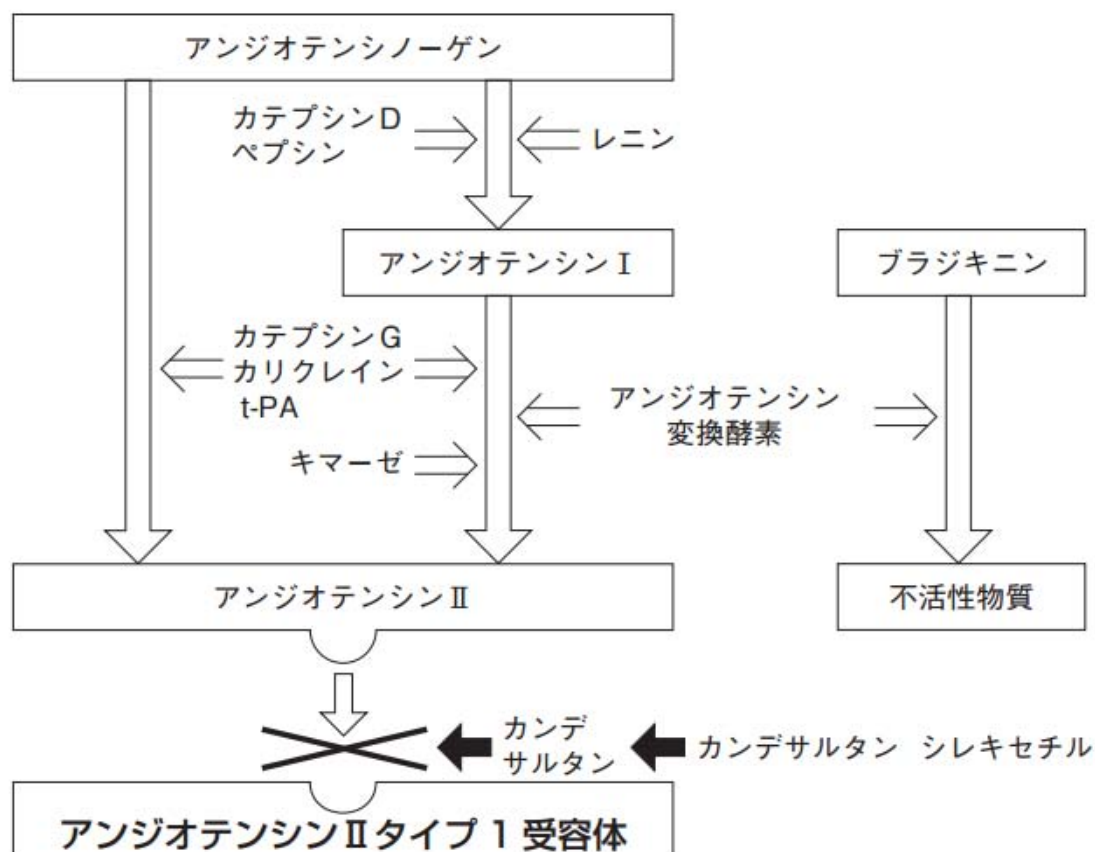 アンジオテンシノーゲン
カテプシンD
ペプシン
レニン
アンジオテンシンⅠ
ブラジキニン
カテプシンG
カリクレイン
t-PA
アンジオテンシン
変換酵素
キマーゼ
アンジオテンシンⅡ
不活性物質
カンデ
サルタン
カンデサルタン シレキセチル
アンジオテンシンⅡタイプ 1 受容体